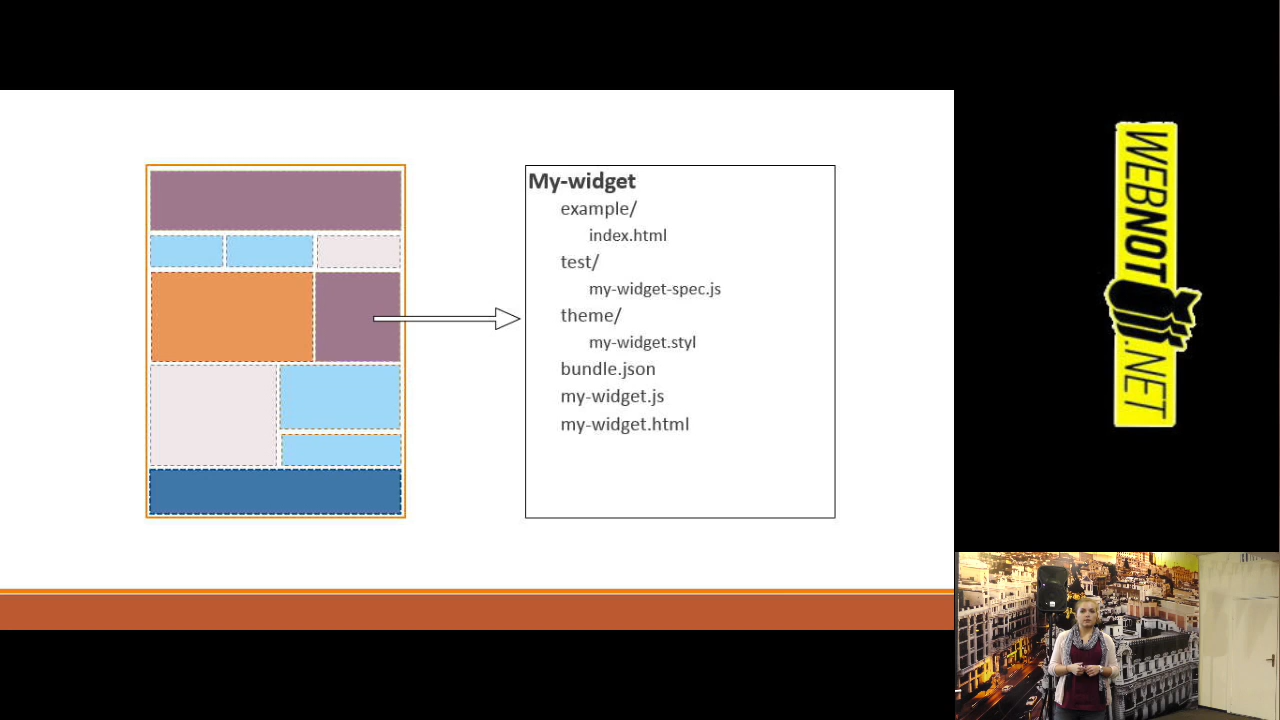 My-widget
example/
index.html
test/
my-widget-spec.js
theme/
my-widget.styl
bundle.json
my-widget.js
my-widget.html
WEBNOT
.NET